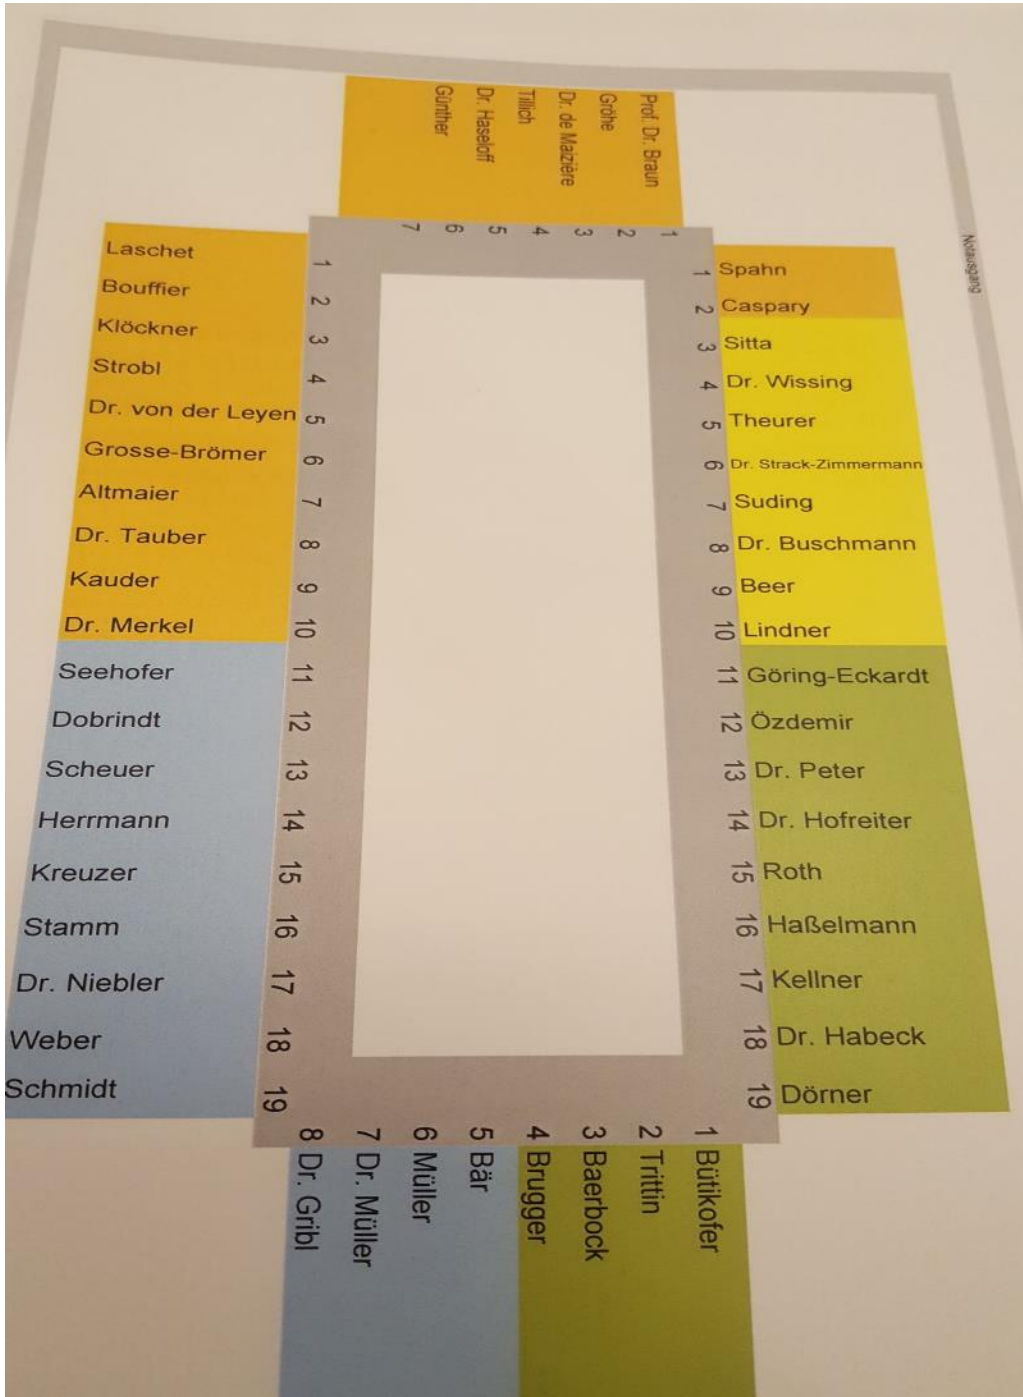 Prof. Dr. Braun
Gröhe
Dr. de Maizière
Tillich
Dr. Haseloff
Günther
1
2
3
4
5
6
7
Notausgang
Laschet 1
Bouffier 2
Klöckner 3
Strobl 4
Dr. von der Leyen 5
Grosse-Brömer 6
Altmaier 7
Dr. Tauber 8
Kauder 9
Dr. Merkel 10
Seehofer 11
Dobrindt 12
Scheuer 13
Herrmann 14
Kreuzer 15
Stamm 16
Dr. Niebler 17
Weber 18
Schmidt 19
1 Spahn
2 Caspary
3 Sitta
4 Dr. Wissing
5 Theurer
6 Dr. Strack-Zimmermann
7 Suding
8 Dr. Buschmann
9 Beer
10 Lindner
11 Göring-Eckardt
12 Özdemir
13 Dr. Peter
14 Dr. Hofreiter
15 Roth
16 Haßelmann
17 Kellner
18 Dr. Habeck
19 Dörner
1 Bütikofer
2 Trittin
3 Baerbock
4 Brugger
5 Bär
6 Müller
7 Dr. Müller
8 Dr. Gribl